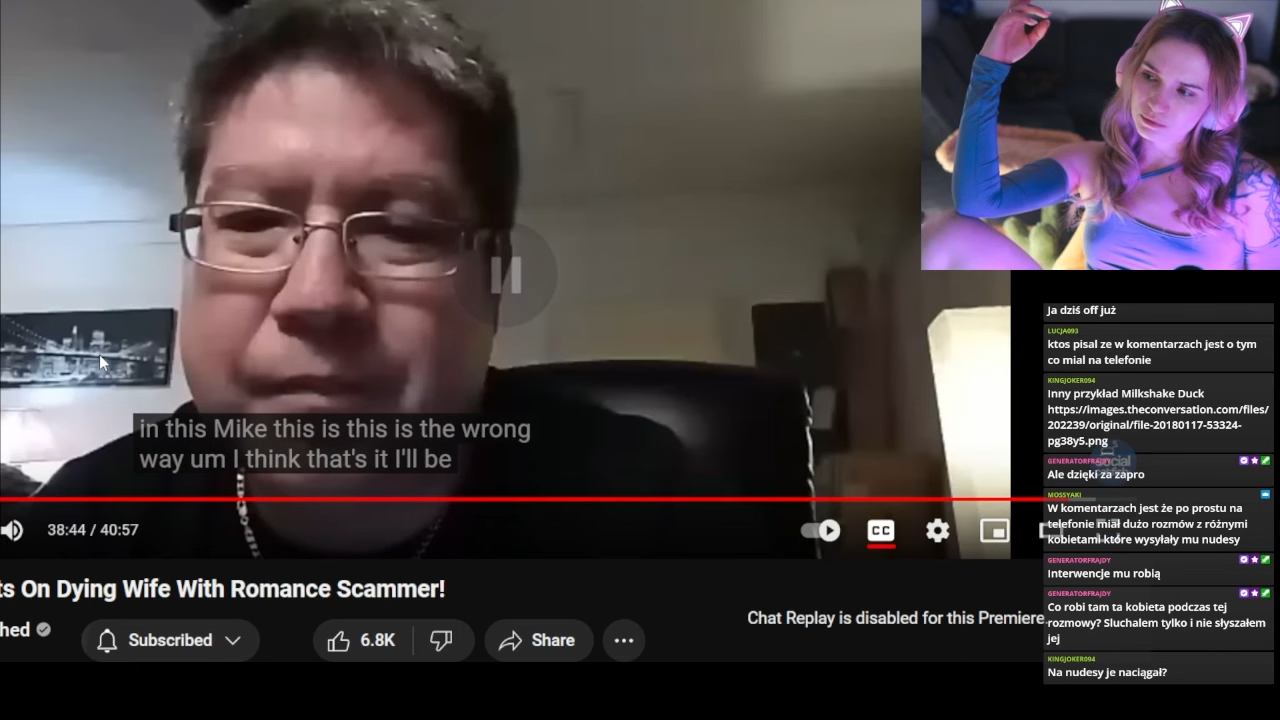 in this Mike this is this is the wrong
way um I think that's it I'll be
38:44 / 40:57
CC
ts On Dying Wife With Romance Scammer!
hed
Subscribed
6.8K
Share
Chat Replay is disabled for this Premiere.
Ja dziś off już
LUCJA093
ktos pisal ze w komentarzach jest o tym
co mial na telefonie
KINGJOKER094
Inny przykład Milkshake Duck
https://images.theconversation.com/files/
202239/original/file-20180117-53324-
pg38y5.png
GENERATORFRAJDY
Ale dzięki za zapro
MOSSYAKI
W komentarzach jest że po prostu na
telefonie miał dużo rozmów z różnymi
kobietami które wysyłały mu nudesy
GENERATORFRAJDY
Interwencje mu robią
GENERATORFRAJDY
Co robi tam ta kobieta podczas tej
rozmowy? Sluchalem tylko i nie słyszałem
jej
KINGJOKER094
Na nudesy je naciągał?